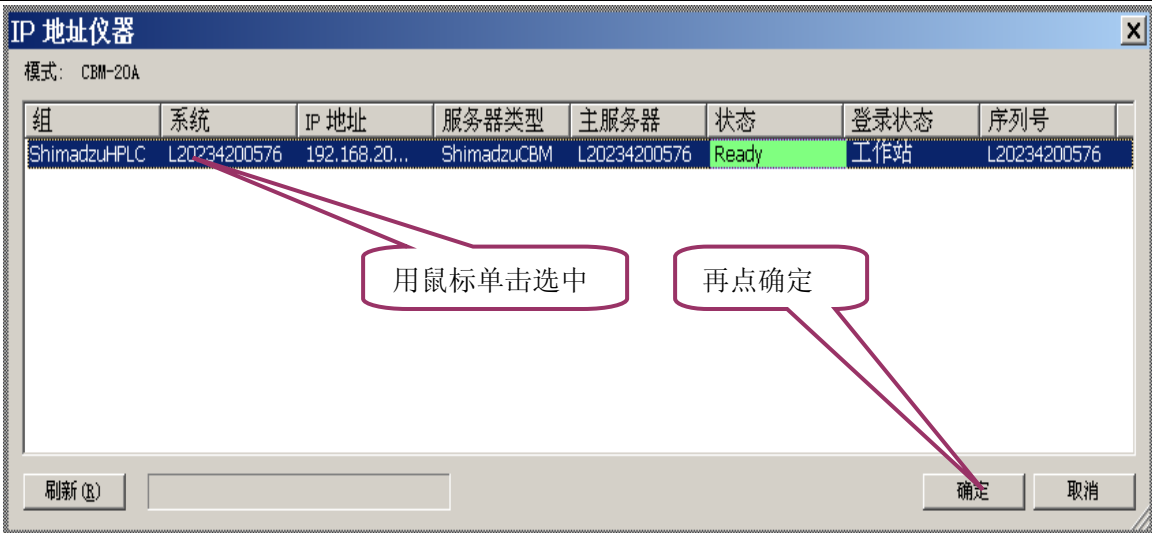 IP 地址仪器
模式: CBM-20A
组 系统 IP 地址 服务器类型 主服务器 状态 登录状态 序列号
ShimadzuHPLC L20234200576 192.168.20... ShimadzuCBM L20234200576 Ready 工作站 L20234200576
用鼠标单击选中 再点确定
刷新(R) 确定 取消